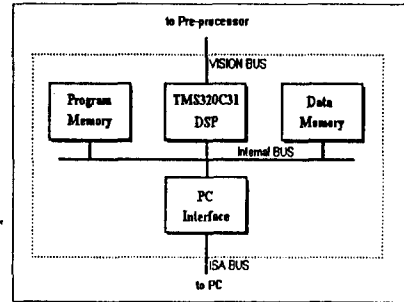 to Pre-processor
VISION BUS
Program
Memory
TMS320C31
DSP
Data
Memory
Internal BUS
PC
Interface
ISA BUS
to PC